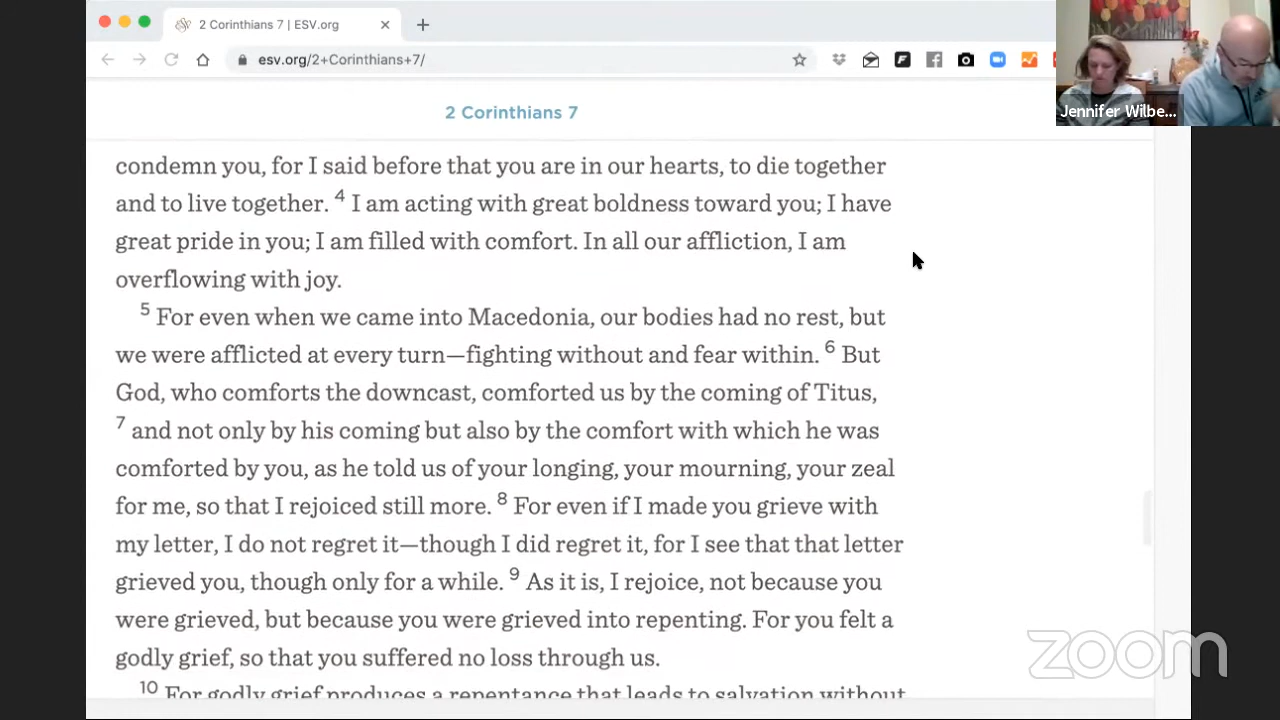 2 Corinthians 7 | ESV.org
esv.org/2+Corinthians+7/
Jennifer Wilbe...
2 Corinthians 7
condemn you, for I said before that you are in our hearts, to die together
and to live together. 4 I am acting with great boldness toward you; I have
great pride in you; I am filled with comfort. In all our affliction, I am
overflowing with joy.
5 For even when we came into Macedonia, our bodies had no rest, but
we were afflicted at every turn—fighting without and fear within. 6 But
God, who comforts the downcast, comforted us by the coming of Titus,
7 and not only by his coming but also by the comfort with which he was
comforted by you, as he told us of your longing, your mourning, your zeal
for me, so that I rejoiced still more. 8 For even if I made you grieve with
my letter, I do not regret it—though I did regret it, for I see that that letter
grieved you, though only for a while. 9 As it is, I rejoice, not because you
were grieved, but because you were grieved into repenting. For you felt a
godly grief, so that you suffered no loss through us.
10 For godly grief produces a repentance that leads to salvation without
zoom